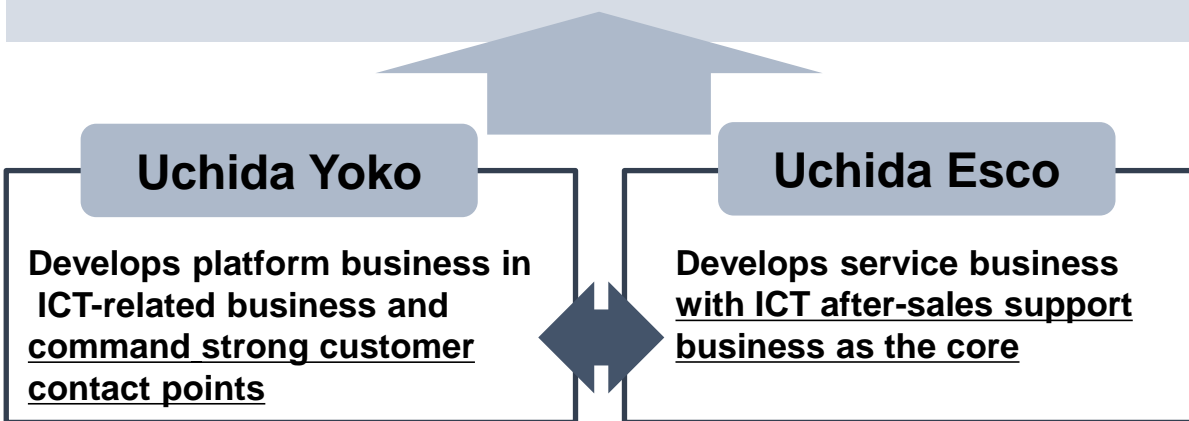 Uchida Yoko
Develops platform business in
ICT-related business and
command strong customer
contact points
Uchida Esco
Develops service business
with ICT after-sales support
business as the core